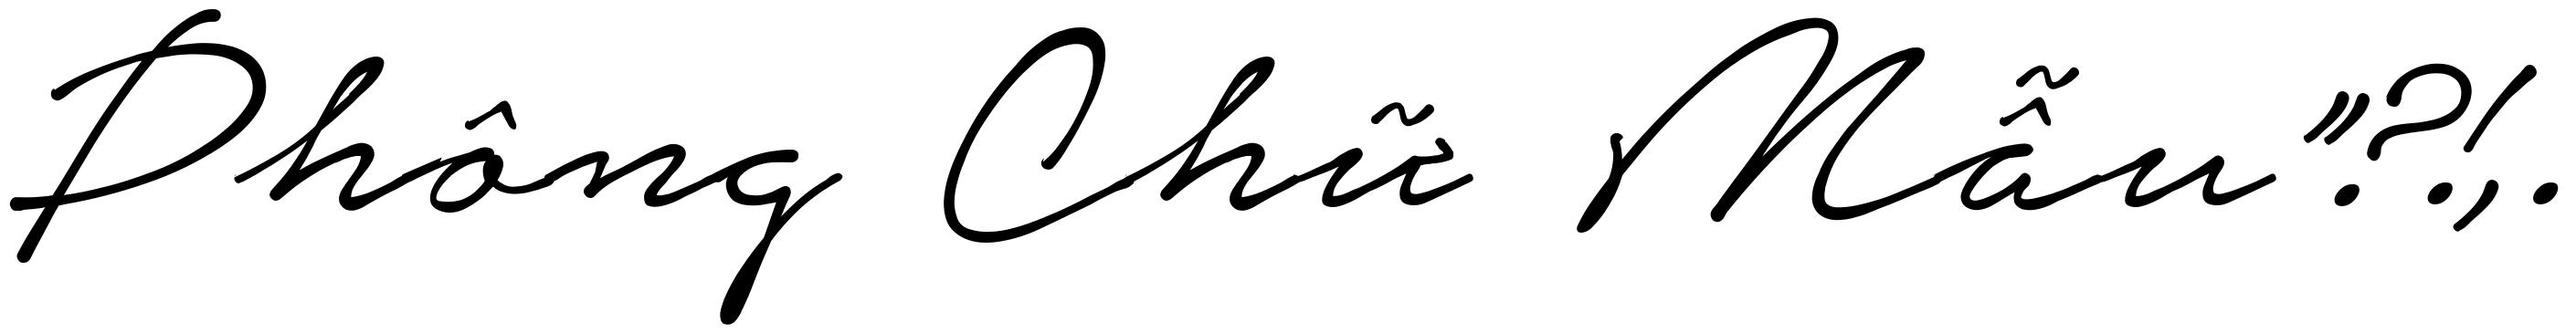 Phông Chữ Mẫu”?!,.